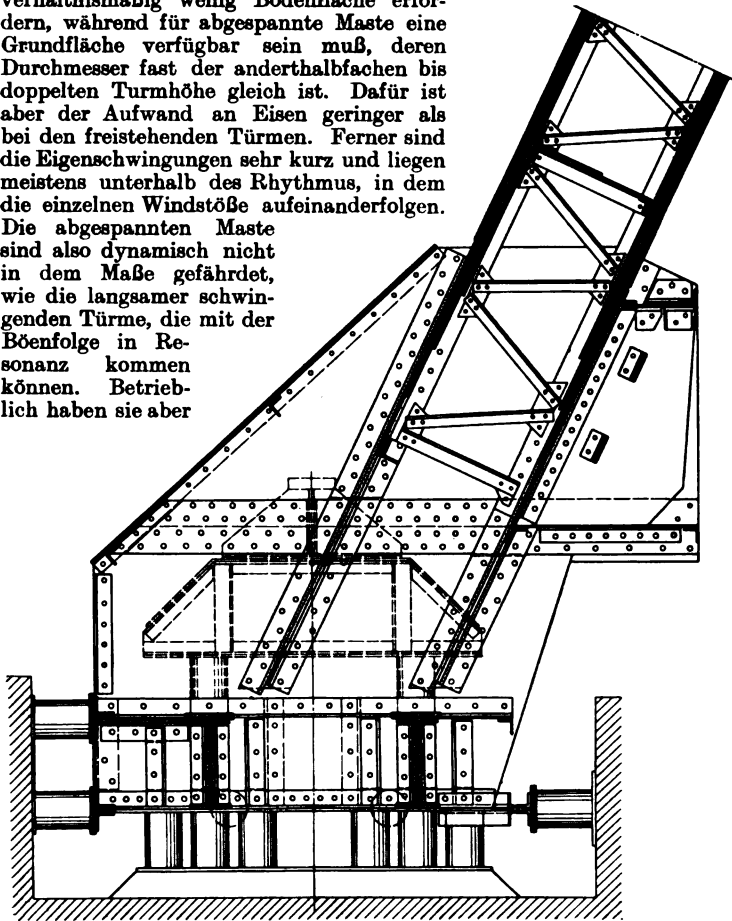 verhältnismäßig wenig Bodenfläche erfor-
dern, während für abgespannte Maste eine
Grundfläche verfügbar sein muß, deren
Durchmesser fast der anderthalbfachen bis
doppelten Turmhöhe gleich ist. Dafür ist
aber der Aufwand an Eisen geringer als
bei den freistehenden Türmen. Ferner sind
die Eigenschwingungen sehr kurz und liegen
meistens unterhalb des Rhythmus, in dem
die einzelnen Windstöße aufeinanderfolgen.
Die abgespannten Maste
sind also dynamisch nicht
in dem Maße gefährdet,
wie die langsamer schwin-
genden Türme, die mit der
Böenfolge in Re-
sonanz kommen
können. Betrieb-
lich haben sie aber